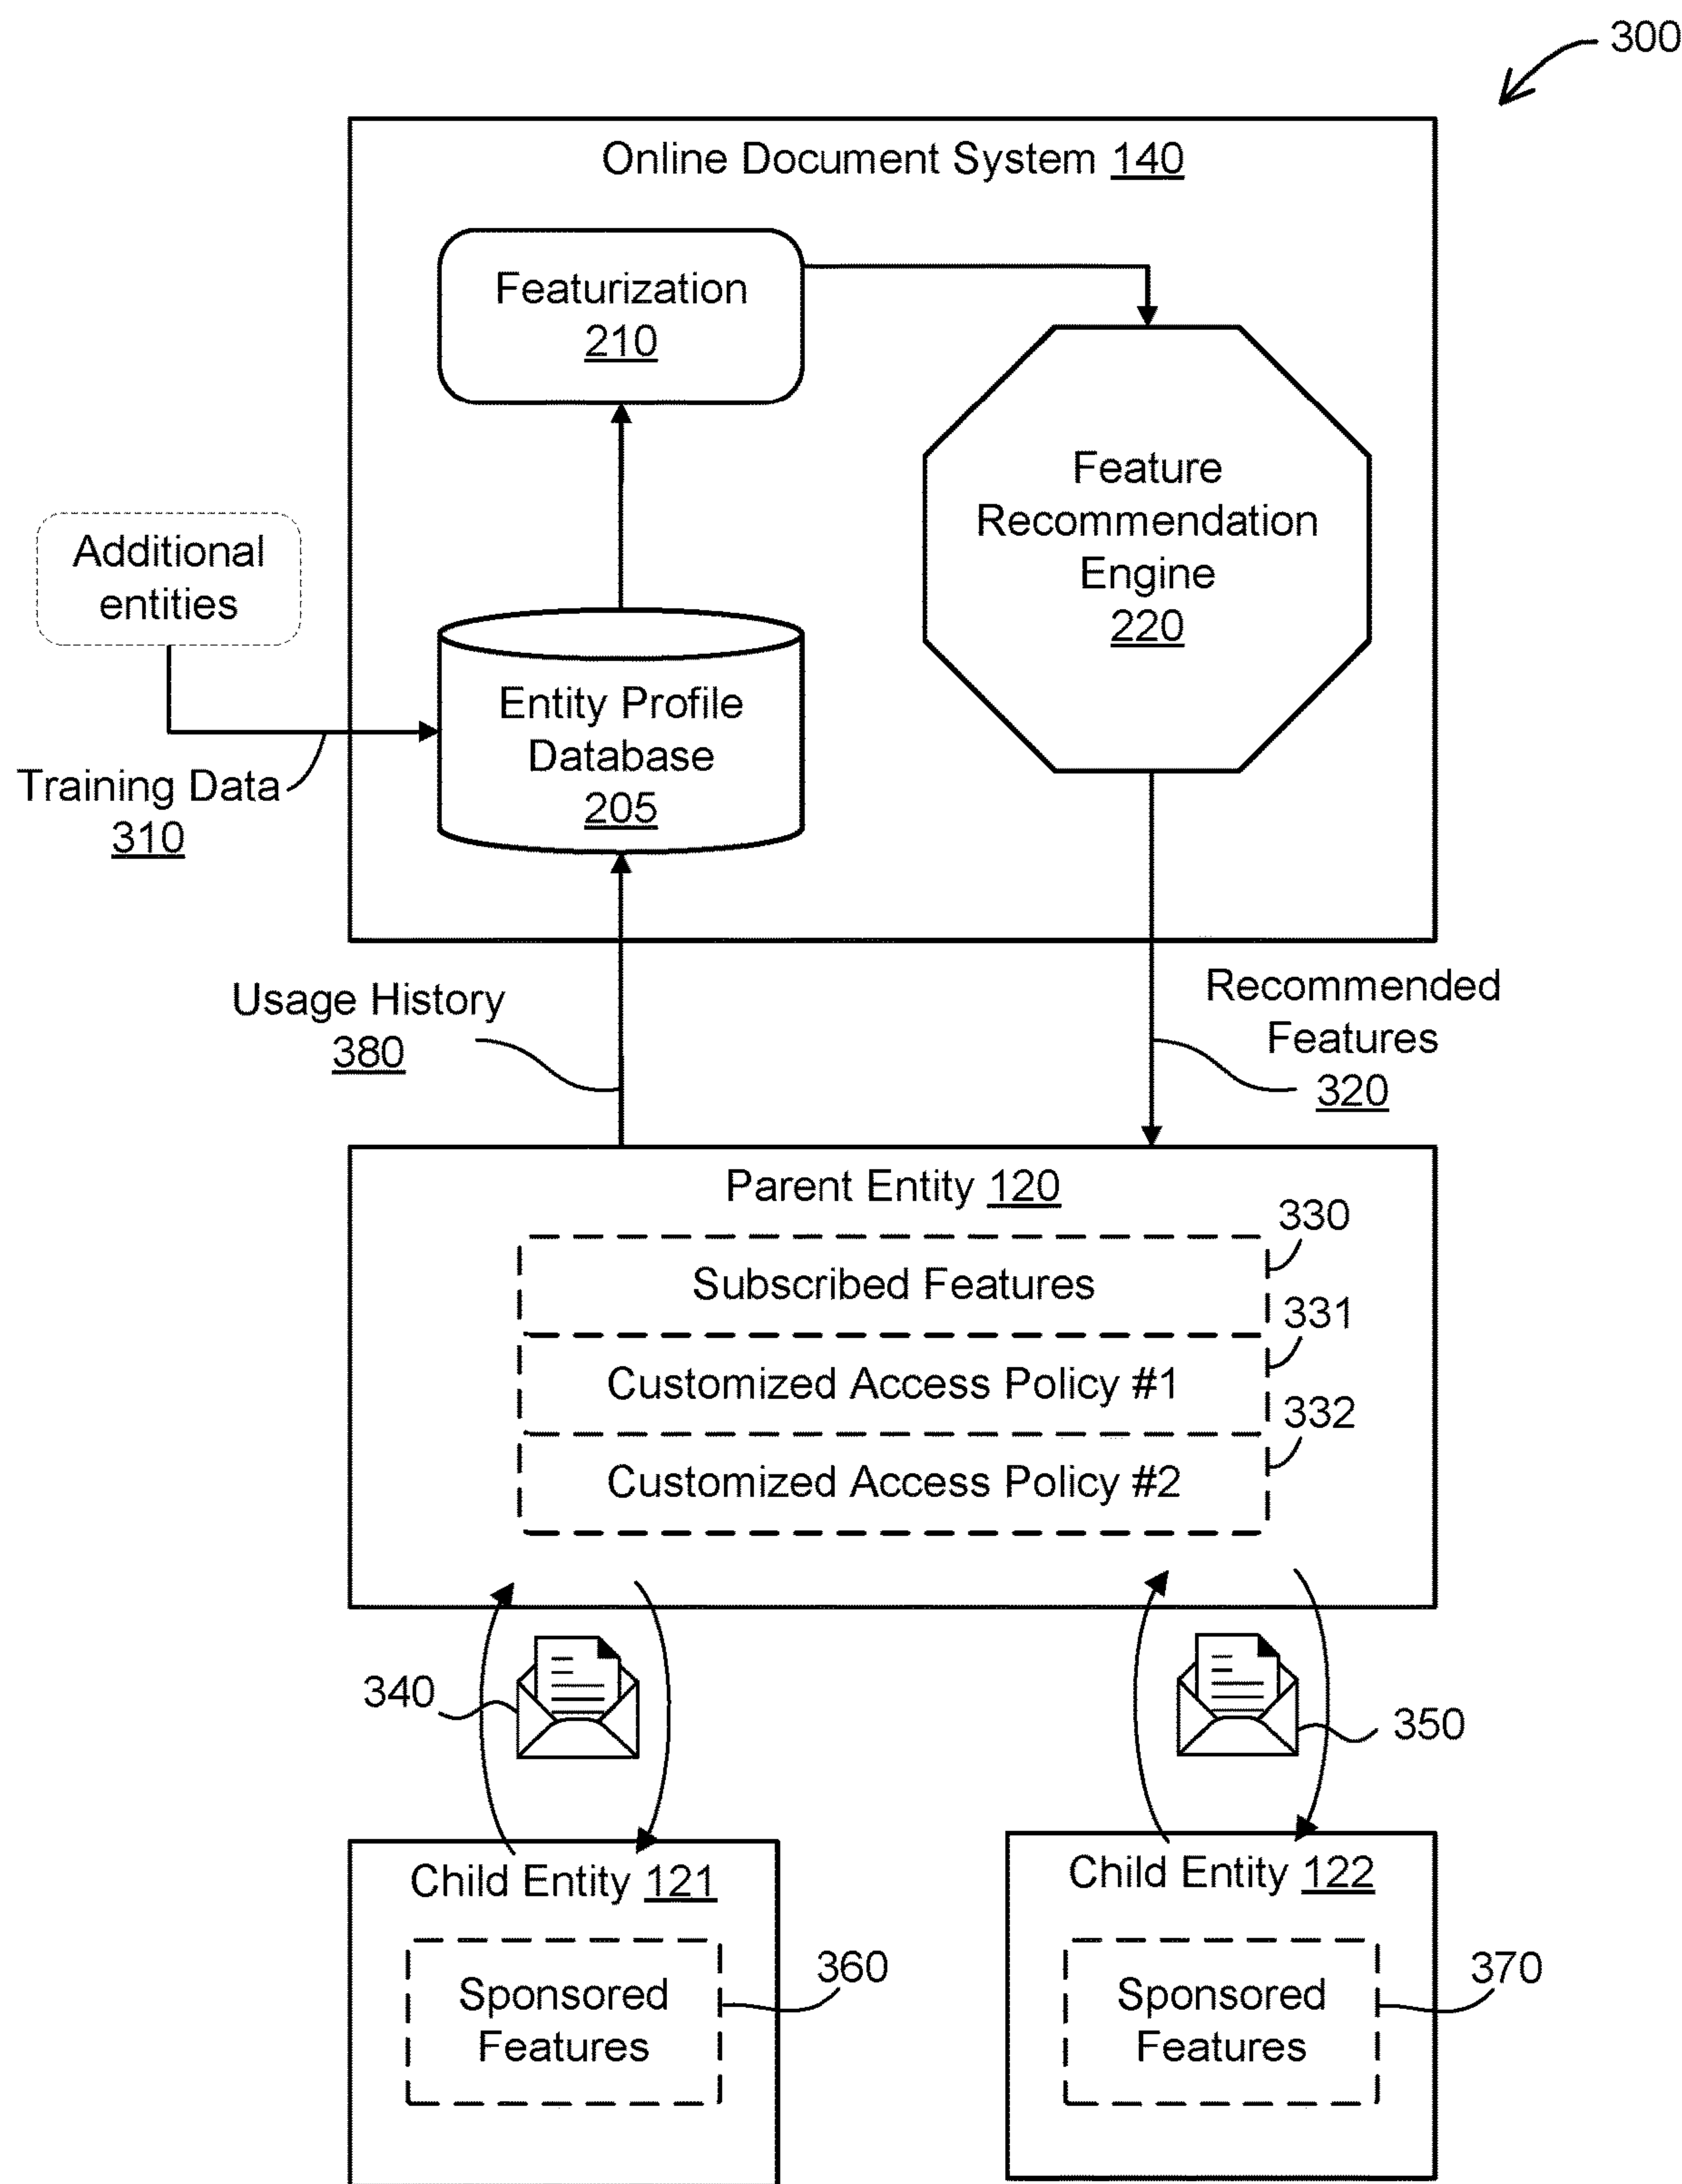 300
Online Document System 140
Featurization
210
Feature
Recommendation
Engine
220
Additional
entities
Entity Profile
Database
205
Training Data
310
Usage History
380
Recommended
Features
320
Parent Entity 120
330
Subscribed Features
331
Customized Access Policy #1
332
Customized Access Policy #2
340
350
Child Entity 121
Sponsored
Features
360
Child Entity 122
Sponsored
Features
370